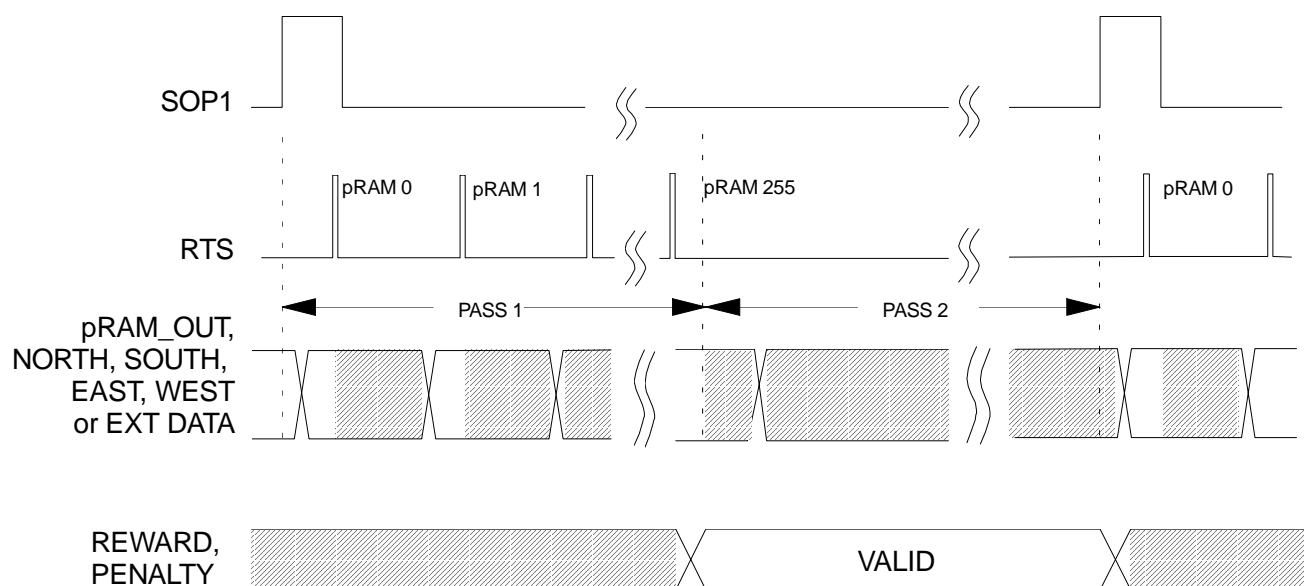 SOP1
pRAM 0
pRAM 1
pRAM 255
pRAM 0
RTS
PASS 1
PASS 2
pRAM_OUT,
NORTH, SOUTH,
EAST, WEST
or EXT DATA
REWARD,
PENALTY
VALID